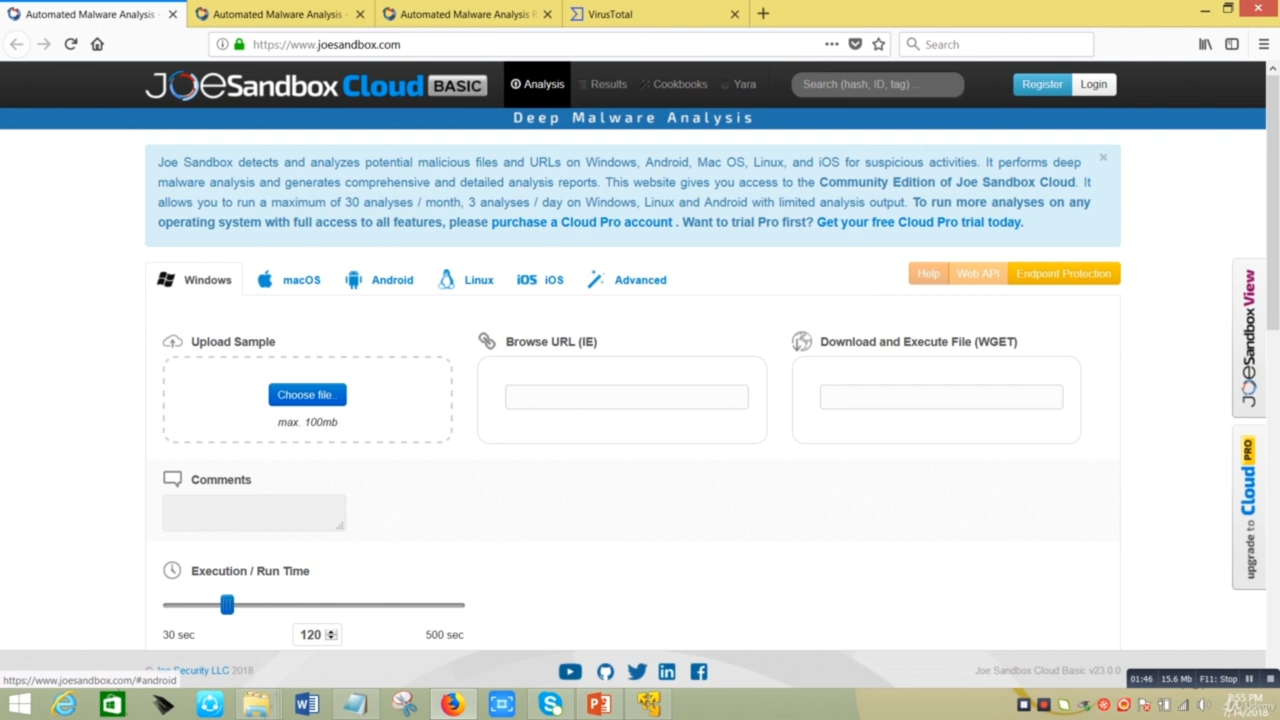 Automated Malware Analysis -
Automated Malware Analysis -
Automated Malware Analysis
VirusTotal
https://www.joesandbox.com
Search
JOESandbox Cloud BASIC
Analysis
Results
Cookbooks
Yara
Search (hash, ID, tag) ...
Register
Login
Deep Malware Analysis
Joe Sandbox detects and analyzes potential malicious files and URLs on Windows, Android, Mac OS, Linux, and iOS for suspicious activities. It performs deep
malware analysis and generates comprehensive and detailed analysis reports. This website gives you access to the Community Edition of Joe Sandbox Cloud. It
allows you to run a maximum of 30 analyses / month, 3 analyses / day on Windows, Linux and Android with limited analysis output. To run more analyses on any
operating system with full access to all features, please purchase a Cloud Pro account . Want to trial Pro first? Get your free Cloud Pro trial today.
Windows
macOS
Android
Linux
iOS iOS
Advanced
Help
Web API
Endpoint Protection
JOESandbox View
Upload Sample
Browse URL (IE)
Download and Execute File (WGET)
Choose file..
max. 100mb
upgrade to Cloud PRO
Comments
Execution / Run Time
30 sec
120
500 sec
© Joe Security LLC 2018
Joe Sandbox Cloud Basic v23.0.0
https://www.joesandbox.com/#android
01:46
15.6 Mb
F11: Stop
:55 PM
7/14/2018